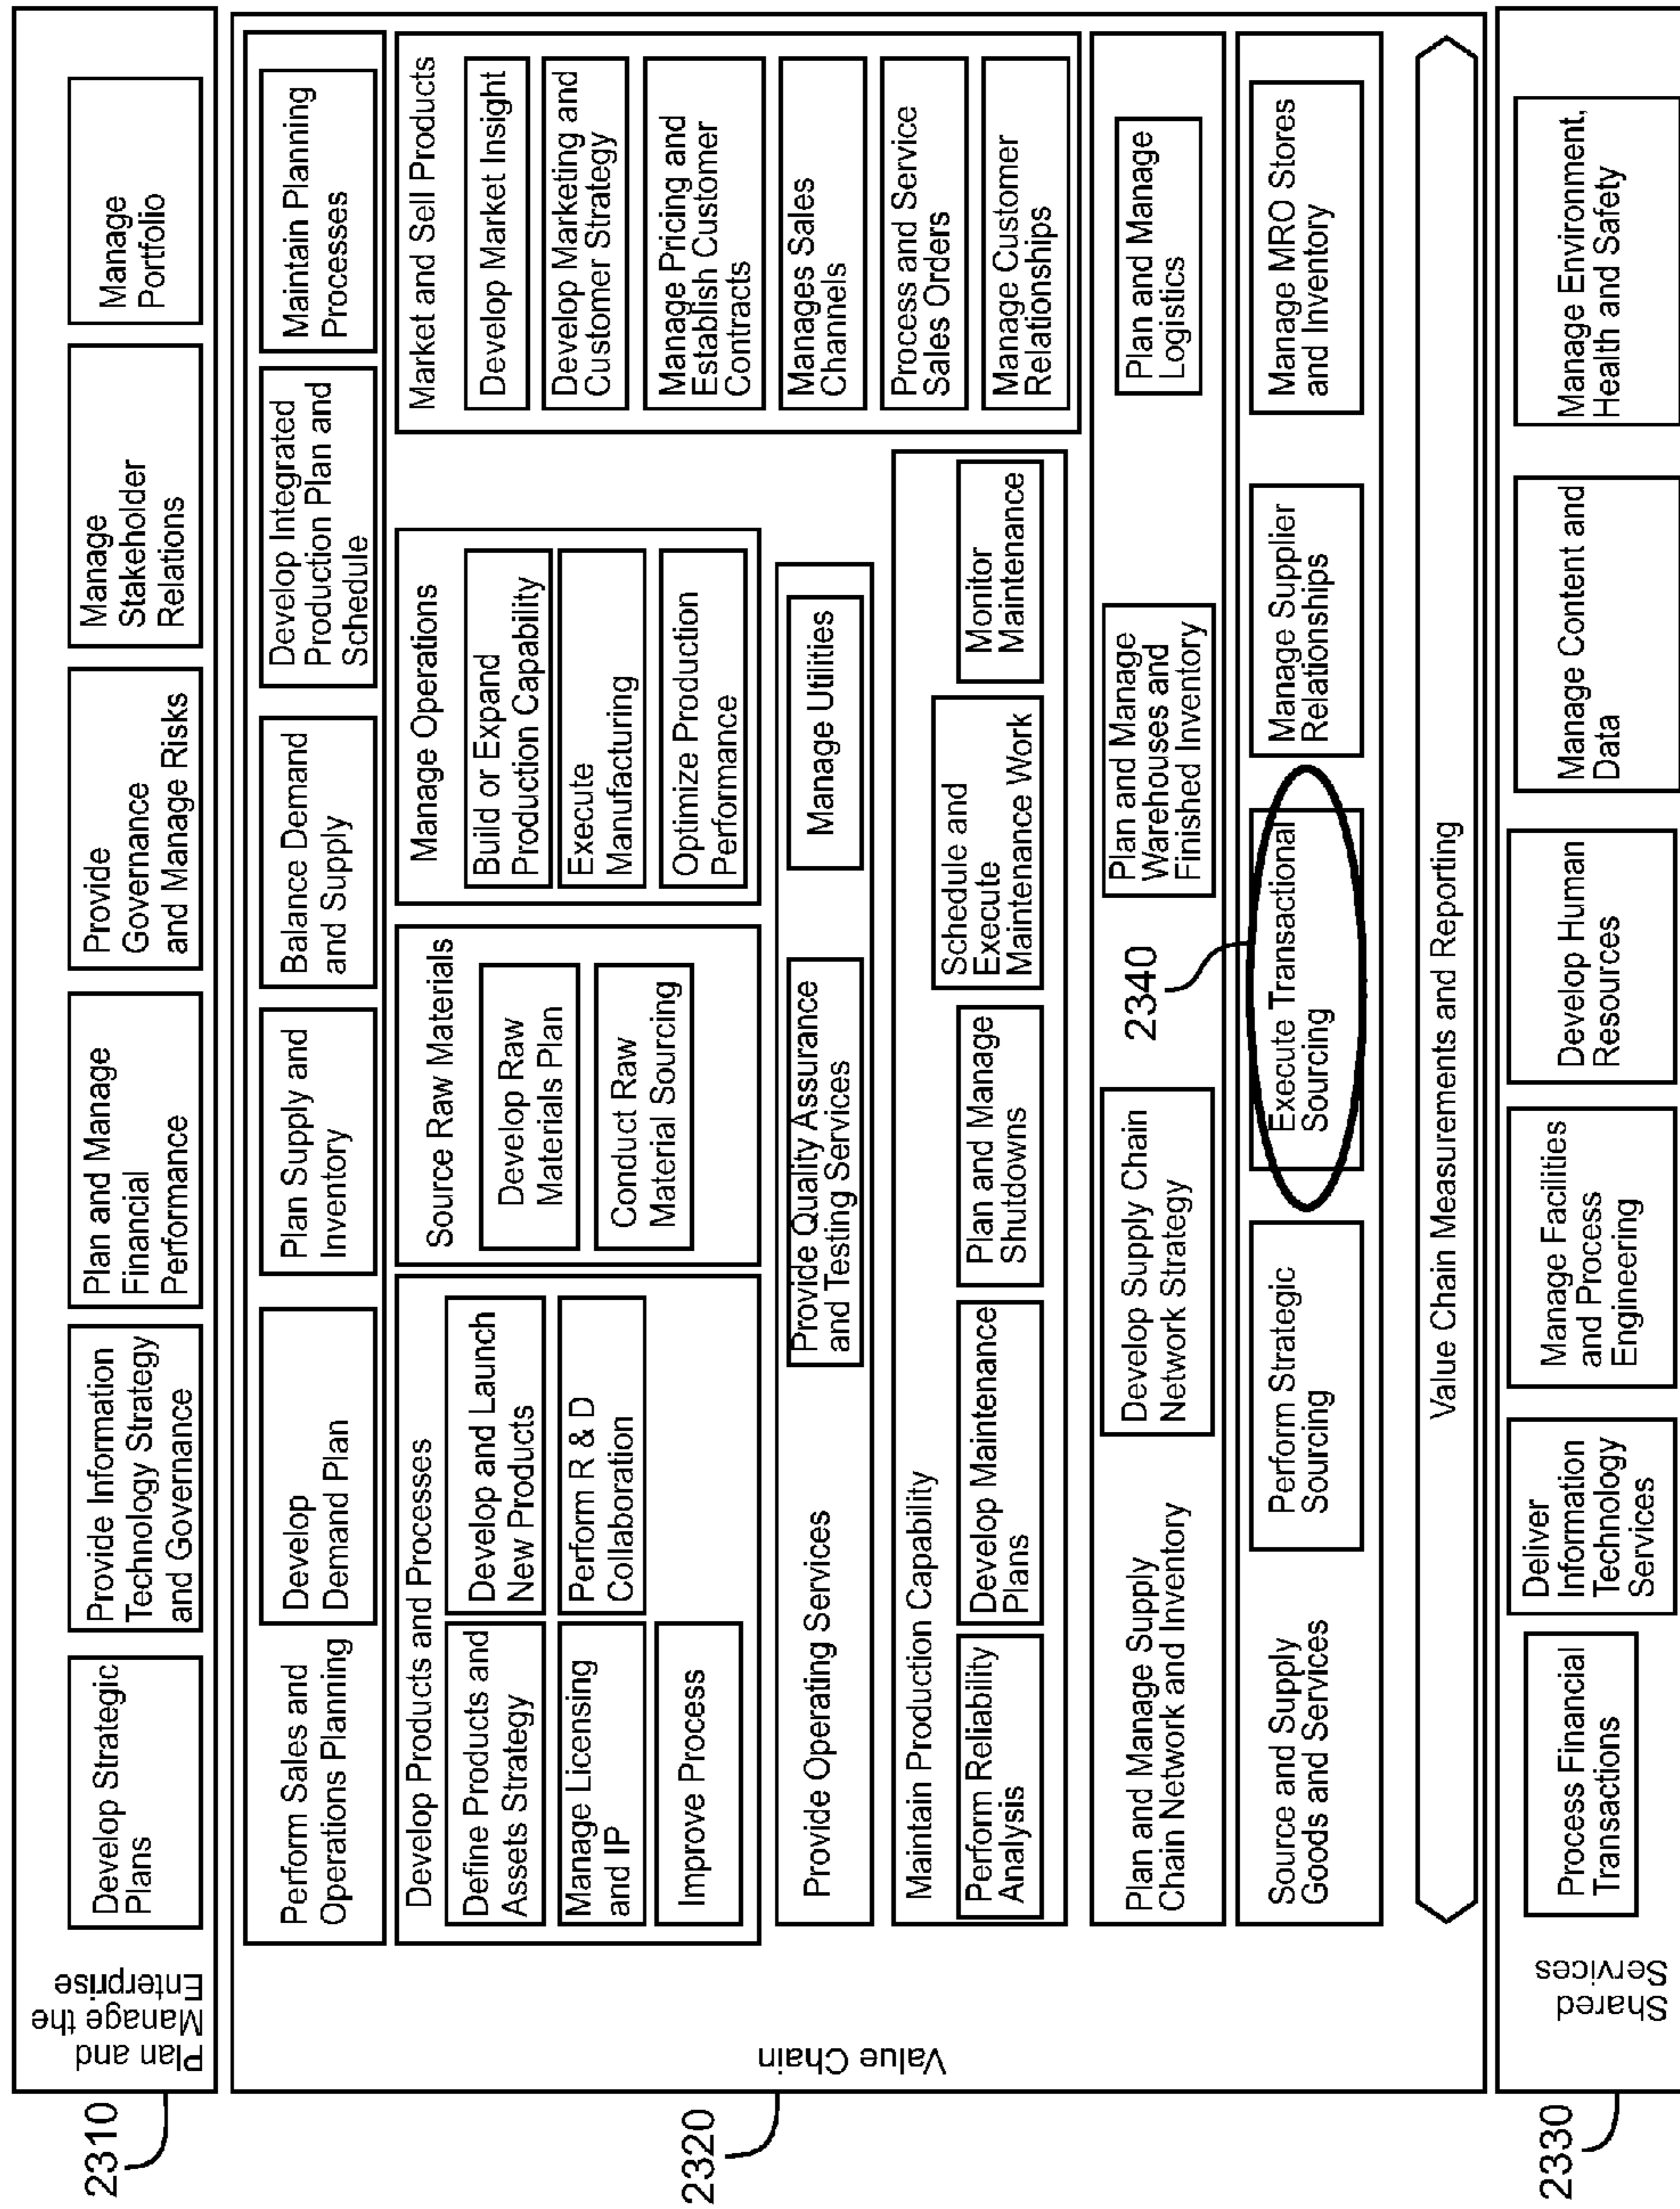 2310
Plan and
Manage the
Enterprise
Develop Strategic
Plans
Provide Information
Technology Strategy
and Governance
Plan and Manage
Financial
Performance
Provide
Governance
and Manage Risks
Manage
Stakeholder
Relations
Manage
Portfolio
2320
Value Chain
Perform Sales and
Operations Planning
Develop
Demand Plan
Plan Supply and
Inventory
Balance Demand
and Supply
Develop Integrated
Production Plan and
Schedule
Maintain Planning
Processes
Develop Products and Processes
Define Products and
Assets Strategy
Develop and Launch
New Products
Manage Licensing
and IP
Perform R & D
Collaboration
Improve Process
Source Raw Materials
Develop Raw
Materials Plan
Conduct Raw
Material Sourcing
Manage Operations
Build or Expand
Production Capability
Execute
Manufacturing
Optimize Production
Performance
Market and Sell Products
Develop Market Insight
Develop Marketing and
Customer Strategy
Manage Pricing and
Establish Customer
Contracts
Manages Sales
Channels
Process and Service
Sales Orders
Manage Customer
Relationships
Provide Operating Services
Provide Quality Assurance
and Testing Services
Manage Utilities
Maintain Production Capability
Perform Reliability
Analysis
Develop Maintenance
Plans
Plan and Manage
Shutdowns
Schedule and
Execute
Maintenance Work
Monitor
Maintenance
Plan and Manage Supply
Chain Network and Inventory
Develop Supply Chain
Network Strategy
2340
Plan and Manage
Warehouses and
Finished Inventory
Plan and Manage
Logistics
Source and Supply
Goods and Services
Perform Strategic
Sourcing
Execute Transactional
Sourcing
Manage Supplier
Relationships
Manage MRO Stores
and Inventory
Value Chain Measurements and Reporting
2330
Shared
Services
Process Financial
Transactions
Deliver
Information
Technology
Services
Manage Facilities
and Process
Engineering
Develop Human
Resources
Manage Content and
Data
Manage Environment,
Health and Safety